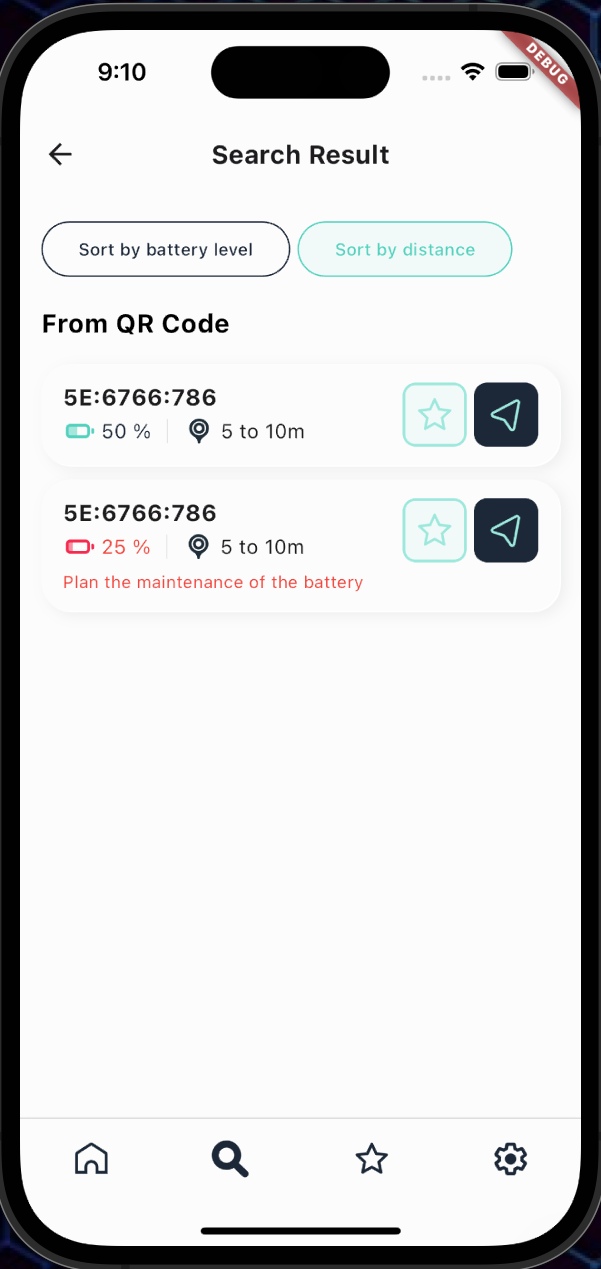 9:10
DEBUG
Search Result
Sort by battery level
Sort by distance
From QR Code
5E:6766:786
50 %
5 to 10m
5E:6766:786
25 %
5 to 10m
Plan the maintenance of the battery